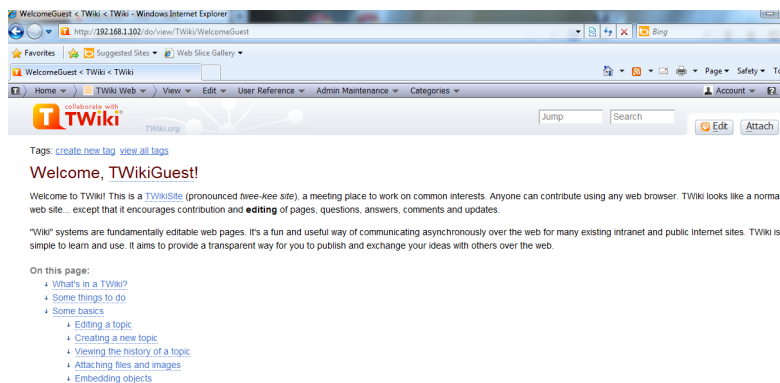 WelcomeGuest < TWiki < TWiki - Windows Internet Explorer
http://192.168.1.102/do/view/TWiki/WelcomeGuest Bing
Favorites Suggested Sites Web Slice Gallery
WelcomeGuest < TWiki < TWiki Page Safety
Home TWiki Web View Edit User Reference Admin Maintenance Categories Account
collaborate with
TWiki
TWiki.org
Jump Search
Edit Attach
Tags: create new tag view all tags
Welcome, TWikiGuest!
Welcome to TWiki! This is a TWikiSite (pronounced twee-kee site), a meeting place to work on common interests. Anyone can contribute using any web browser. TWiki looks like a norma
web site... except that it encourages contribution and editing of pages, questions, answers, comments and updates.
"Wiki" systems are fundamentally editable web pages. It's a fun and useful way of communicating asynchronously over the web for many existing intranet and public Internet sites. TWiki is
simple to learn and use. It aims to provide a transparent way for you to publish and exchange your ideas with others over the web.
On this page:
What's in a TWiki?
Some things to do
Some basics
Editing a topic
Creating a new topic
Viewing the history of a topic
Attaching files and images
Embedding objects